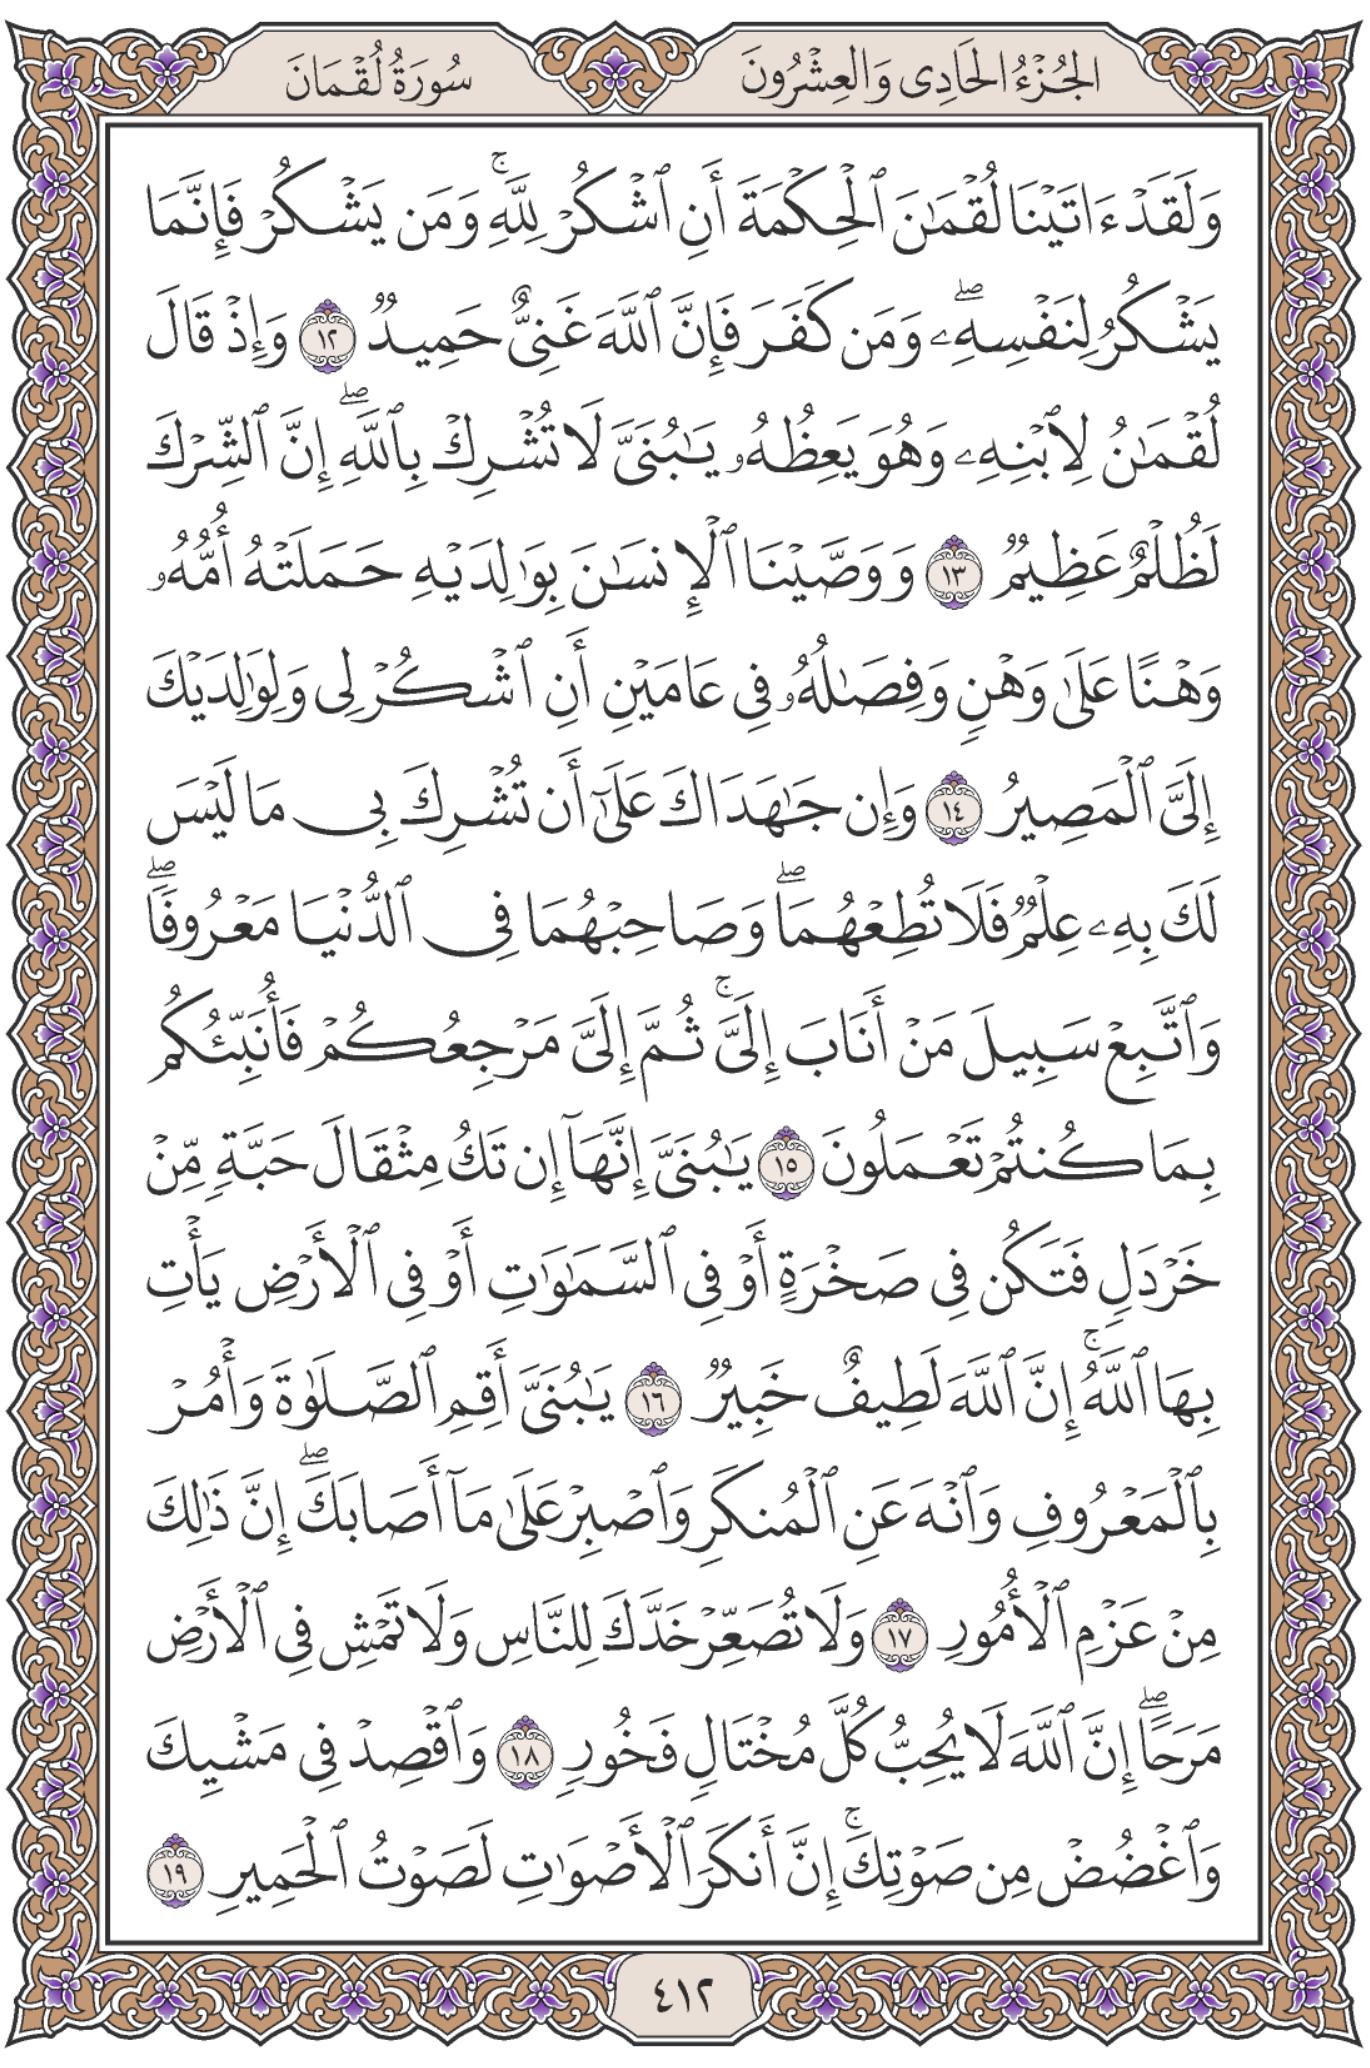 الجُزْءُ الحَادِى وَالعِشْرُونَ
سُورَةُ لُقْمَانَ
وَلَقَدْ ءَاتَيْنَا لُقْمَـٰنَ ٱلْحِكْمَةَ أَنِ ٱشْكُرْ لِلَّهِۚ وَمَن يَشْكُرْ فَإِنَّمَا
يَشْكُرُ لِنَفْسِهِۦۖ وَمَن كَفَرَ فَإِنَّ ٱللَّهَ غَنِىٌّ حَمِيدٌ ١٢ وَإِذْ قَالَ
لُقْمَـٰنُ لِٱبْنِهِۦ وَهُوَ يَعِظُهُۥ يَـٰبُنَىَّ لَا تُشْرِكْ بِٱللَّهِۖ إِنَّ ٱلشِّرْكَ
لَظُلْمٌ عَظِيمٌ ١٣ وَوَصَّيْنَا ٱلْإِنسَـٰنَ بِوَٰلِدَيْهِ حَمَلَتْهُ أُمُّهُۥ
وَهْنًا عَلَىٰ وَهْنٍ وَفِصَـٰلُهُۥ فِى عَامَيْنِ أَنِ ٱشْكُرْ لِى وَلِوَٰلِدَيْكَ
إِلَىَّ ٱلْمَصِيرُ ١٤ وَإِن جَـٰهَدَاكَ عَلَىٰٓ أَن تُشْرِكَ بِى مَا لَيْسَ
لَكَ بِهِۦ عِلْمٌ فَلَا تُطِعْهُمَاۖ وَصَاحِبْهُمَا فِى ٱلدُّنْيَا مَعْرُوفًاۖ
وَٱتَّبِعْ سَبِيلَ مَنْ أَنَابَ إِلَىَّۚ ثُمَّ إِلَىَّ مَرْجِعُكُمْ فَأُنَبِّئُكُم
بِمَا كُنتُمْ تَعْمَلُونَ ١٥ يَـٰبُنَىَّ إِنَّهَآ إِن تَكُ مِثْقَالَ حَبَّةٍ مِّنْ
خَرْدَلٍ فَتَكُن فِى صَخْرَةٍ أَوْ فِى ٱلسَّمَـٰوَٰتِ أَوْ فِى ٱلْأَرْضِ يَأْتِ
بِهَا ٱللَّهُۚ إِنَّ ٱللَّهَ لَطِيفٌ خَبِيرٌ ١٦ يَـٰبُنَىَّ أَقِمِ ٱلصَّلَوٰةَ وَأْمُرْ
بِٱلْمَعْرُوفِ وَٱنْهَ عَنِ ٱلْمُنكَرِ وَٱصْبِرْ عَلَىٰ مَآ أَصَابَكَۖ إِنَّ ذَٰلِكَ
مِنْ عَزْمِ ٱلْأُمُورِ ١٧ وَلَا تُصَعِّرْ خَدَّكَ لِلنَّاسِ وَلَا تَمْشِ فِى ٱلْأَرْضِ
مَرَحًاۖ إِنَّ ٱللَّهَ لَا يُحِبُّ كُلَّ مُخْتَالٍ فَخُورٍ ١٨ وَٱقْصِدْ فِى مَشْيِكَ
وَٱغْضُضْ مِن صَوْتِكَۚ إِنَّ أَنكَرَ ٱلْأَصْوَٰتِ لَصَوْتُ ٱلْحَمِيرِ ١٩
٤١٢